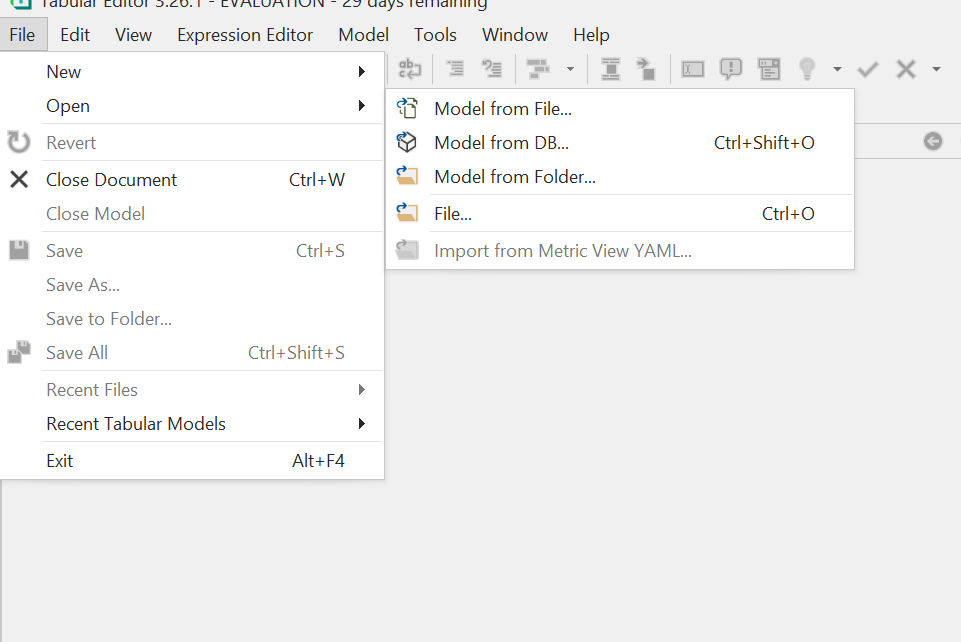 Tabular Editor 3.26.1 - EVALUATION - 29 days remaining
File Edit View Expression Editor Model Tools Window Help
New
Open
Revert
Close Document Ctrl+W
Close Model
Save Ctrl+S
Save As...
Save to Folder...
Save All Ctrl+Shift+S
Recent Files
Recent Tabular Models
Exit Alt+F4
Model from File...
Model from DB... Ctrl+Shift+O
Model from Folder...
File... Ctrl+O
Import from Metric View YAML...